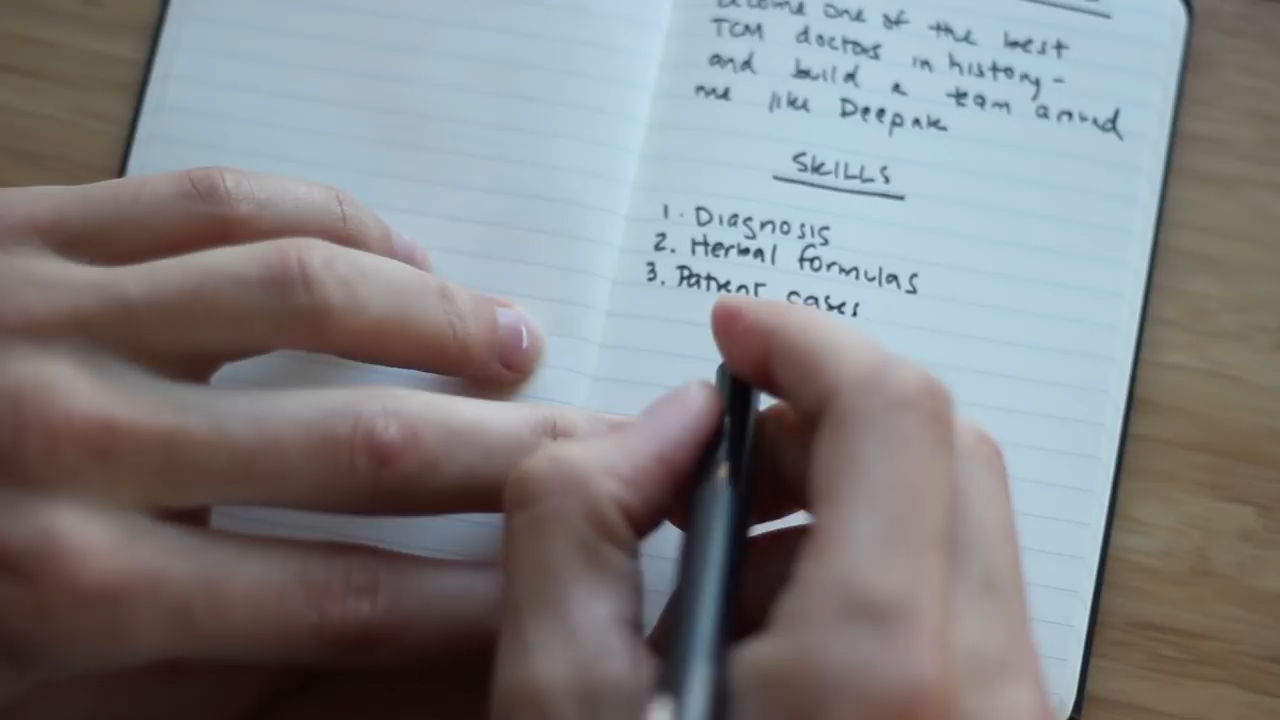 become one of the best
TCM doctors in history-
and build a team around
me like Deepak
SKILLS
1. Diagnosis
2. Herbal formulas
3. Patient cases